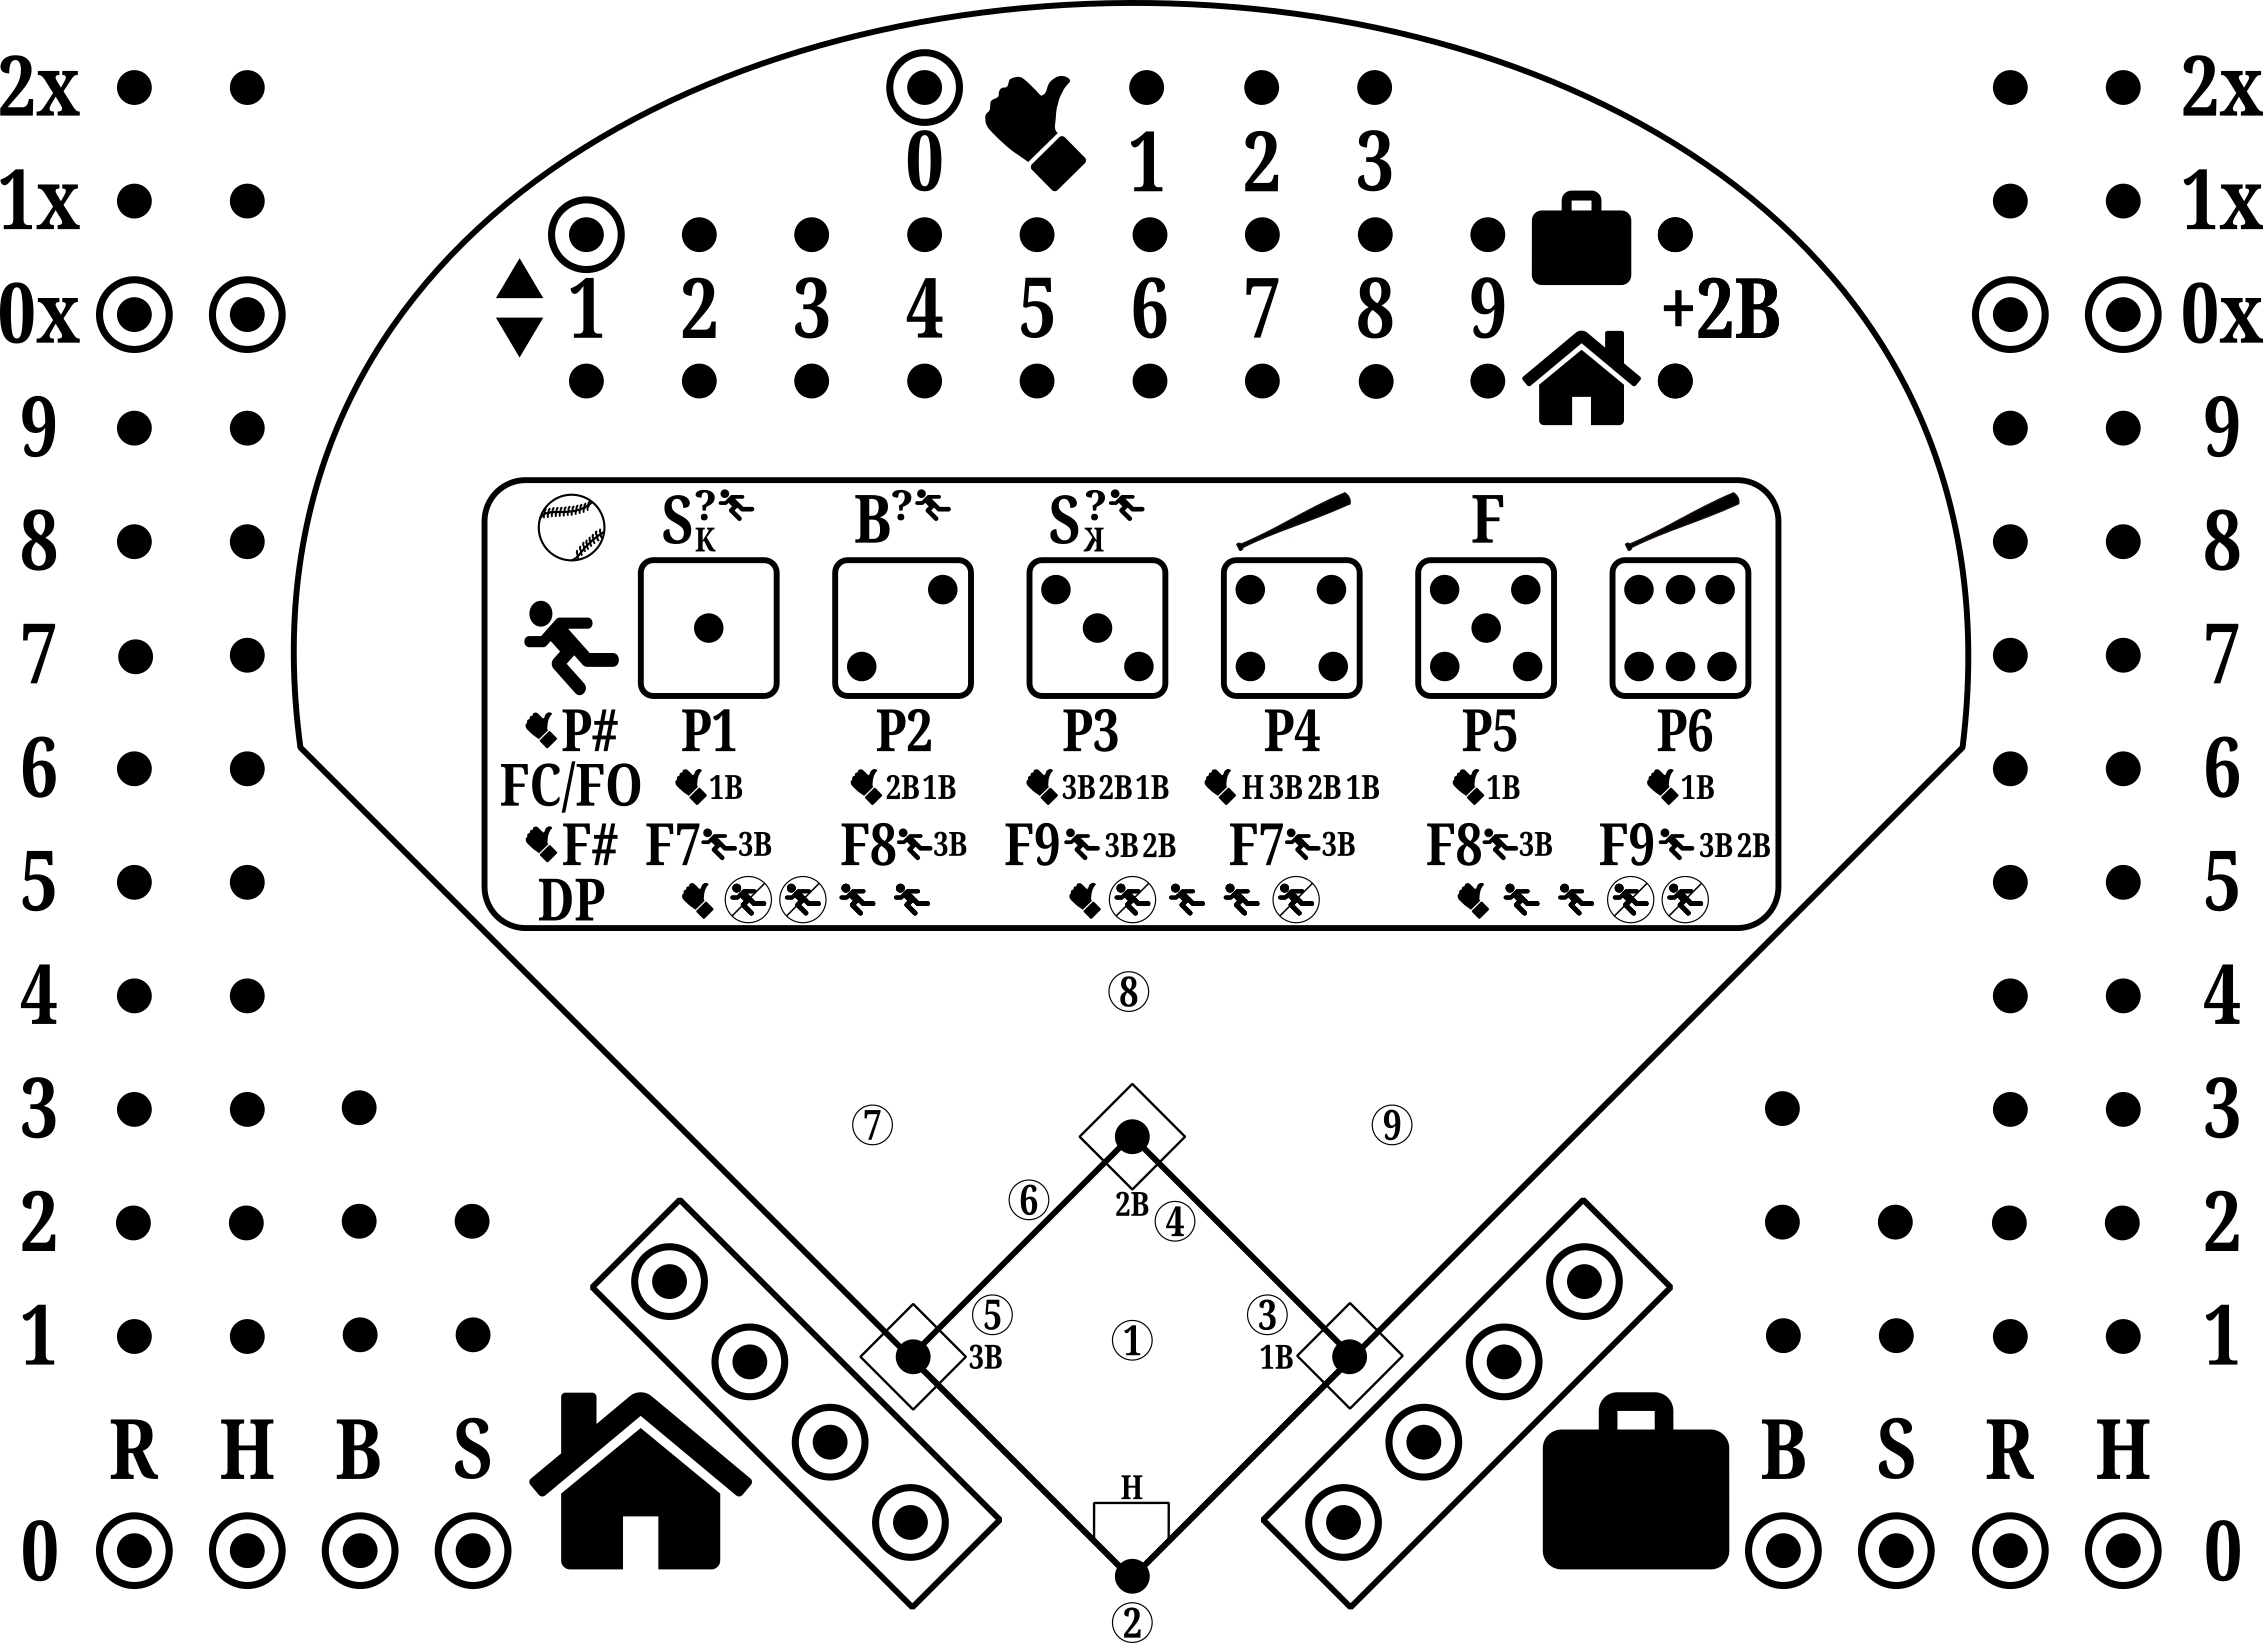 2x 2x
0 1 2 3
1x 1x
0x 1 2 3 4 5 6 7 8 9 +2B 0x
9 9
S?K B? S?ꓘ F
8 8
7 7
P# P1 P2 P3 P4 P5 P6
6 6
FC/FO 1B 2B 1B 3B 2B 1B H 3B 2B 1B 1B 1B
F# F7 3B F8 3B F9 3B 2B F7 3B F8 3B F9 3B 2B
5 5
DP
4 8 4
3 7 9 3
2 6 2B 4 2
1 5 3 1
3B 1 1B
R H B S H B S R H
0 0
2